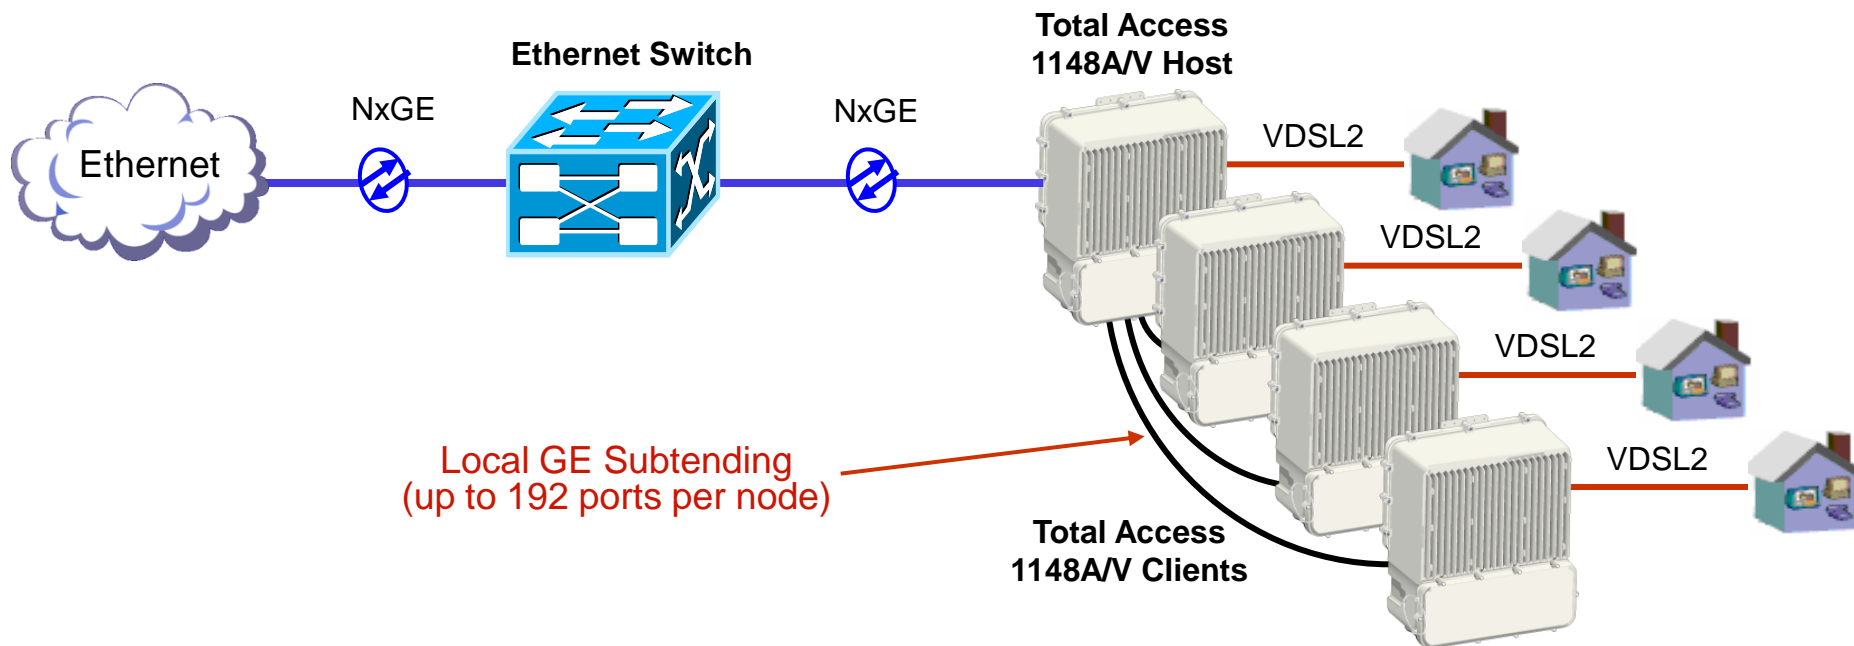 Total Access
1148A/V Host
Ethernet Switch
NxGE
NxGE
Ethernet
VDSL2
VDSL2
VDSL2
VDSL2
Local GE Subtending
(up to 192 ports per node)
Total Access
1148A/V Clients